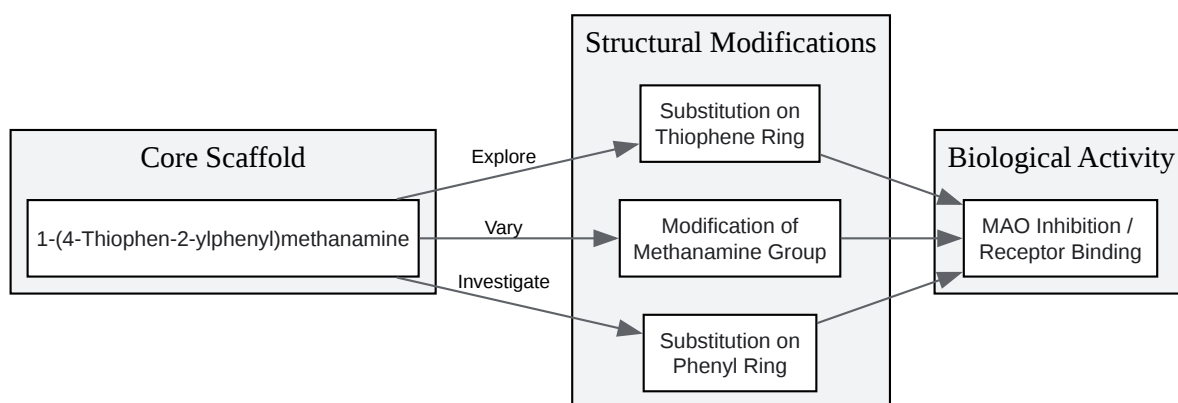 Core Scaffold
1-(4-Thiophen-2-ylphenyl)methanamine
Explore
Vary
Investigate
Structural Modifications
Substitution on
Thiophene Ring
Modification of
Methanamine Group
Substitution on
Phenyl Ring
Biological Activity
MAO Inhibition /
Receptor Binding